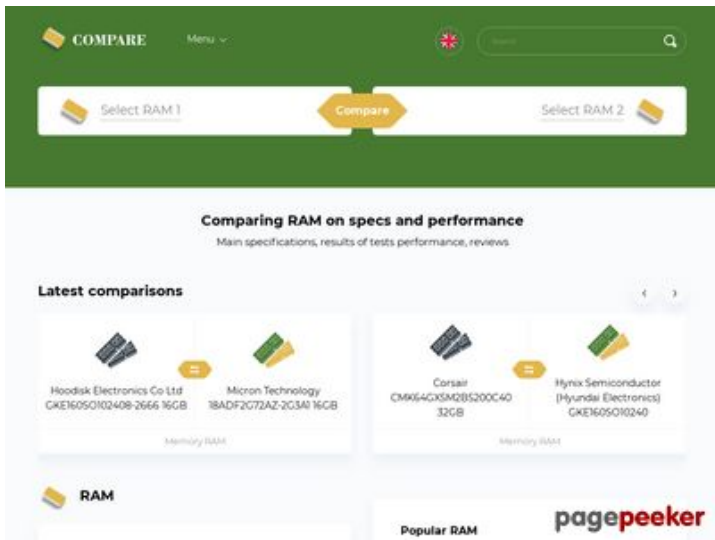 COMPARE
Menu
Search
Select RAM 1
Compare
Select RAM 2
Comparing RAM on specs and performance
Main specifications, results of tests performance, reviews
Latest comparisons
Hoodisk Electronics Co Ltd
GKE160SO102408-2666 16GB
Micron Technology
18ADF2G72AZ-2G3A1 16GB
Memory RAM
Corsair
CMK64GX5M2B5200C40
32GB
Hynix Semiconductor
(Hyundai Electronics)
GKE160SO10240
Memory RAM
RAM
Popular RAM
pagepeeker